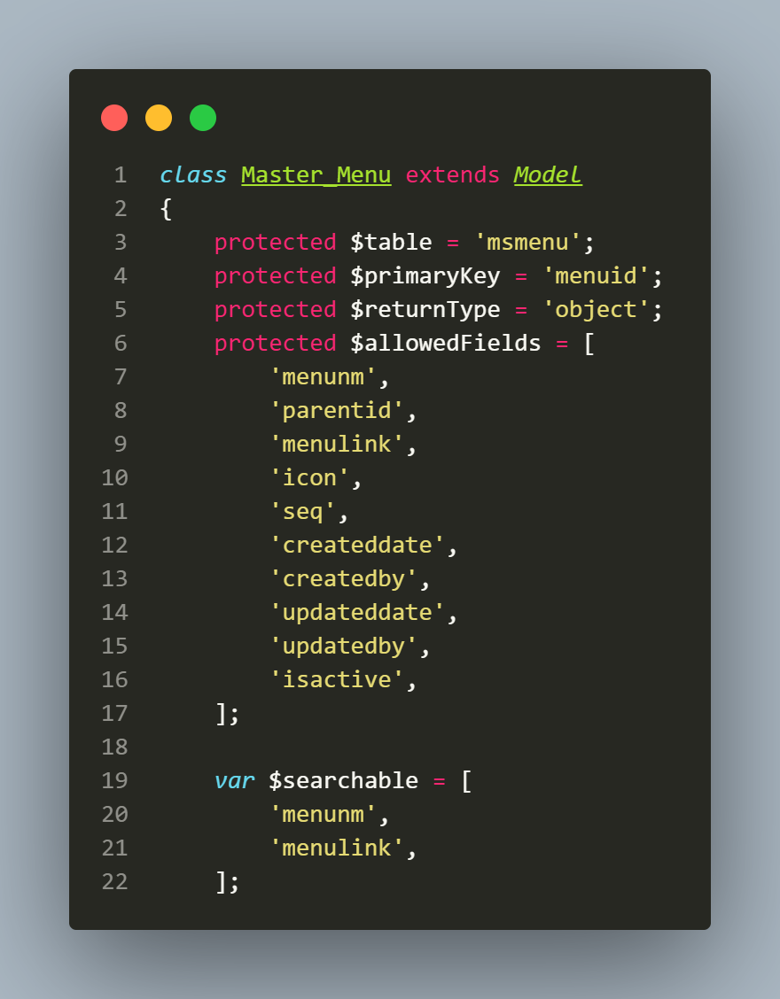 1 class Master_Menu extends Model
2 {
3     protected $table = 'msmenu';
4     protected $primaryKey = 'menuid';
5     protected $returnType = 'object';
6     protected $allowedFields = [
7         'menunm',
8         'parentid',
9         'menulink',
10         'icon',
11         'seq',
12         'createddate',
13         'createdby',
14         'updateddate',
15         'updatedby',
16         'isactive',
17     ];
18
19     var $searchable = [
20         'menunm',
21         'menulink',
22     ];